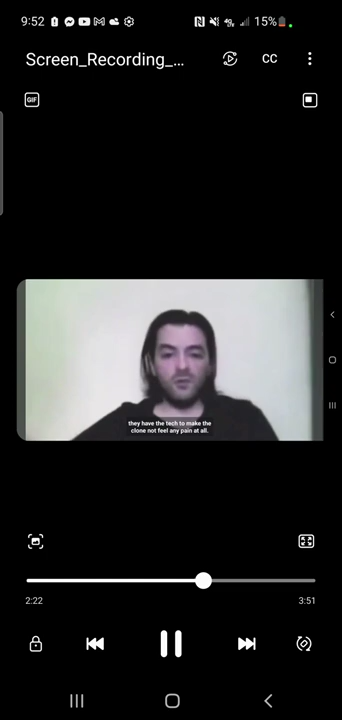 9:52
15%
Screen_Recording_...
CC
GIF
they have the tech to make the
clone not feel any pain at all.
2:22
3:51